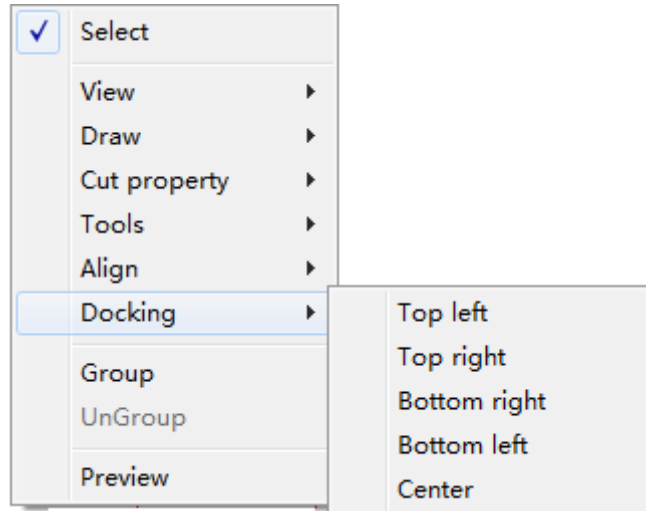 Select
View
Draw
Cut property
Tools
Align
Docking
Top left
Top right
Bottom right
Bottom left
Center
Group
UnGroup
Preview